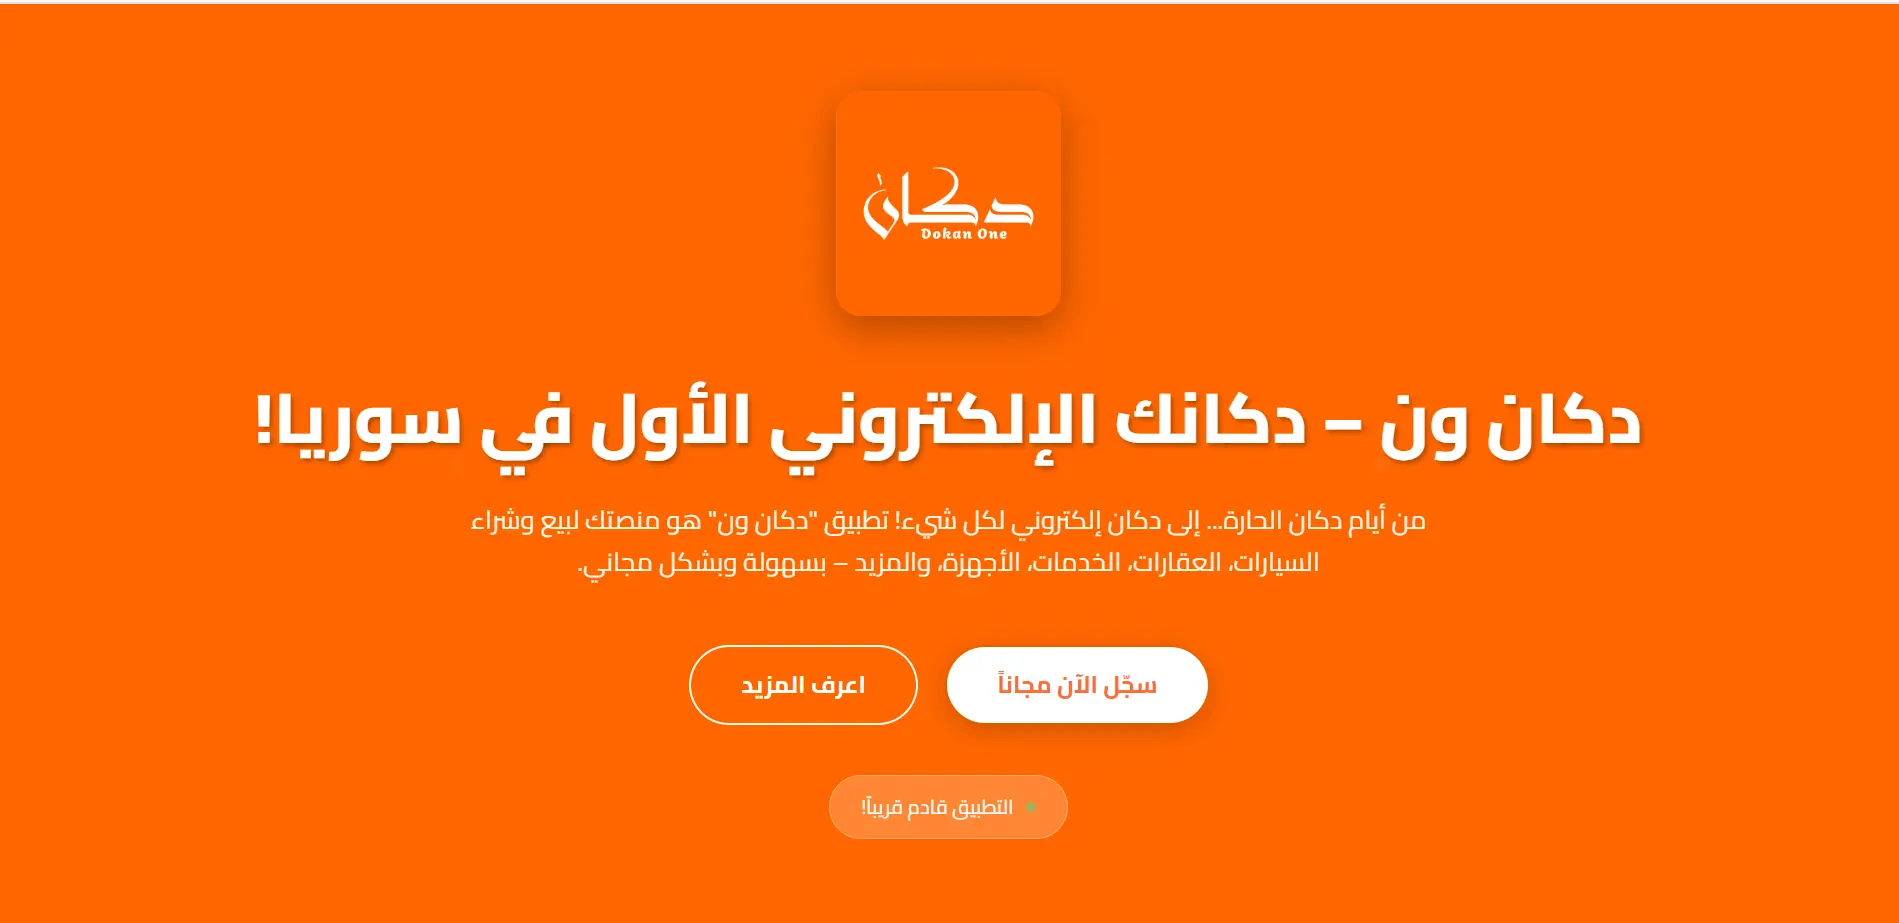 دكان
Dokan One
دكان ون – دكانك الإلكتروني الأول في سوريا!
من أيام دكان الحارة... إلى دكان إلكتروني لكل شيء! تطبيق "دكان ون" هو منصتك لبيع وشراء
السيارات، العقارات، الخدمات، الأجهزة، والمزيد – بسهولة وبشكل مجاني.
سجّل الآن مجاناً
اعرف المزيد
التطبيق قادم قريباً!